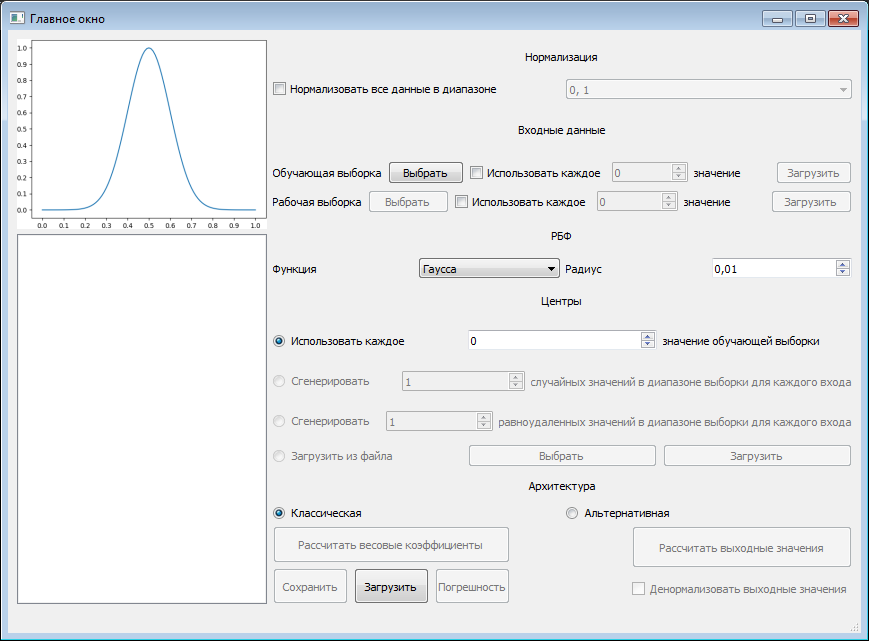 Главное окно
1.0
0.9
0.8
0.7
0.6
0.5
0.4
0.3
0.2
0.1
0.0
0.0 0.1 0.2 0.3 0.4 0.5 0.6 0.7 0.8 0.9 1.0
Нормализация
Нормализовать все данные в диапазоне 0, 1
Входные данные
Обучающая выборка Выбрать Использовать каждое 0 значение Загрузить
Рабочая выборка Выбрать Использовать каждое 0 значение Загрузить
РБФ
Функция Гаусса Радиус 0,01
Центры
Использовать каждое 0 значение обучающей выборки
Сгенерировать 1 случайных значений в диапазоне выборки для каждого входа
Сгенерировать 1 равноудаленных значений в диапазоне выборки для каждого входа
Загрузить из файла Выбрать Загрузить
Архитектура
Классическая Альтернативная
Рассчитать весовые коэффициенты Рассчитать выходные значения
Сохранить Загрузить Погрешность Денормализовать выходные значения